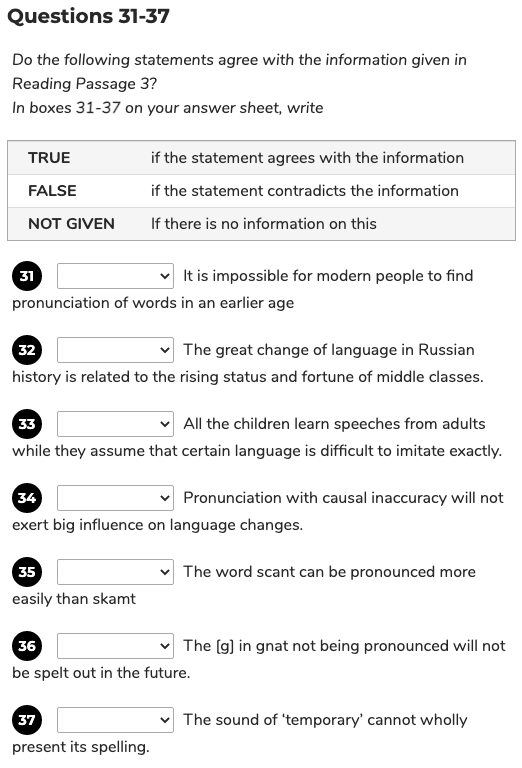 Questions 31-37
Do the following statements agree with the information given in
Reading Passage 3?
In boxes 31-37 on your answer sheet, write
TRUE if the statement agrees with the information
FALSE if the statement contradicts the information
NOT GIVEN If there is no information on this
31 It is impossible for modern people to find
pronunciation of words in an earlier age
32 The great change of language in Russian
history is related to the rising status and fortune of middle classes.
33 All the children learn speeches from adults
while they assume that certain language is difficult to imitate exactly.
34 Pronunciation with causal inaccuracy will not
exert big influence on language changes.
35 The word scant can be pronounced more
easily than skamt
36 The [g] in gnat not being pronounced will not
be spelt out in the future.
37 The sound of ‘temporary’ cannot wholly
present its spelling.